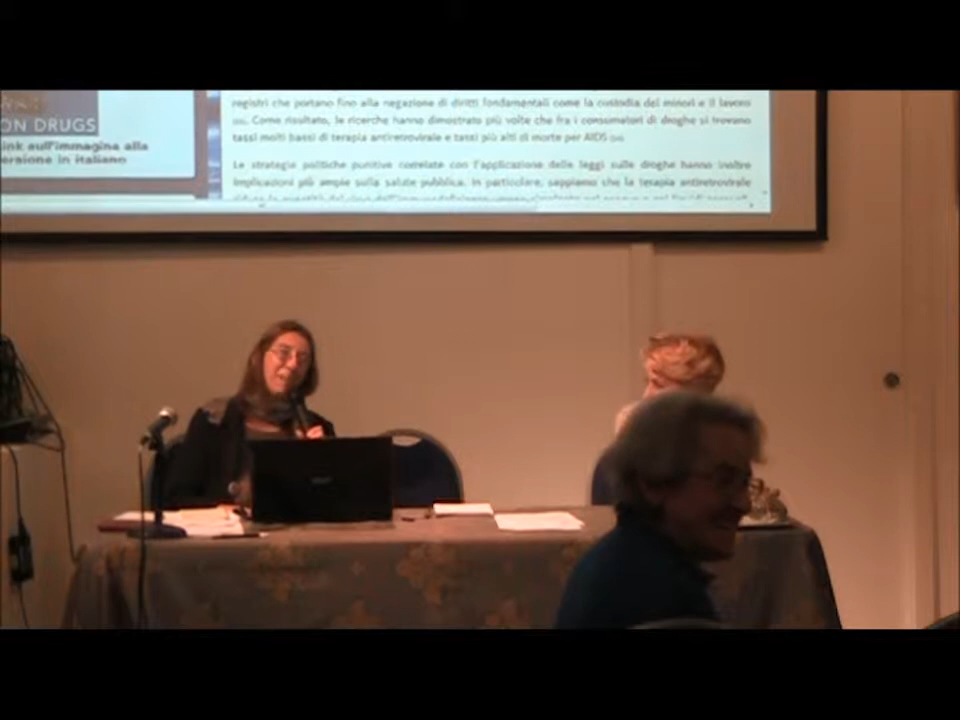 ON DRUGS
ink sull'immagina alla
ersione in italiano
registri che portano fino alla negazione di diritti fondamentali come la custodia dei minori e il lavoro
Come risultato, le ricerche hanno dimostrato più volte che fra i consumatori di droghe si trovano
tassi molti bassi di terapia antiretrovirale e tassi più alti di morte per AIDS
Le strategie politiche punitive correlate con l'applicazione delle leggi sulle droghe hanno inoltre
implicazioni più ampie sulla salute pubblica. In particolare, sappiamo che la terapia antiretrovirale